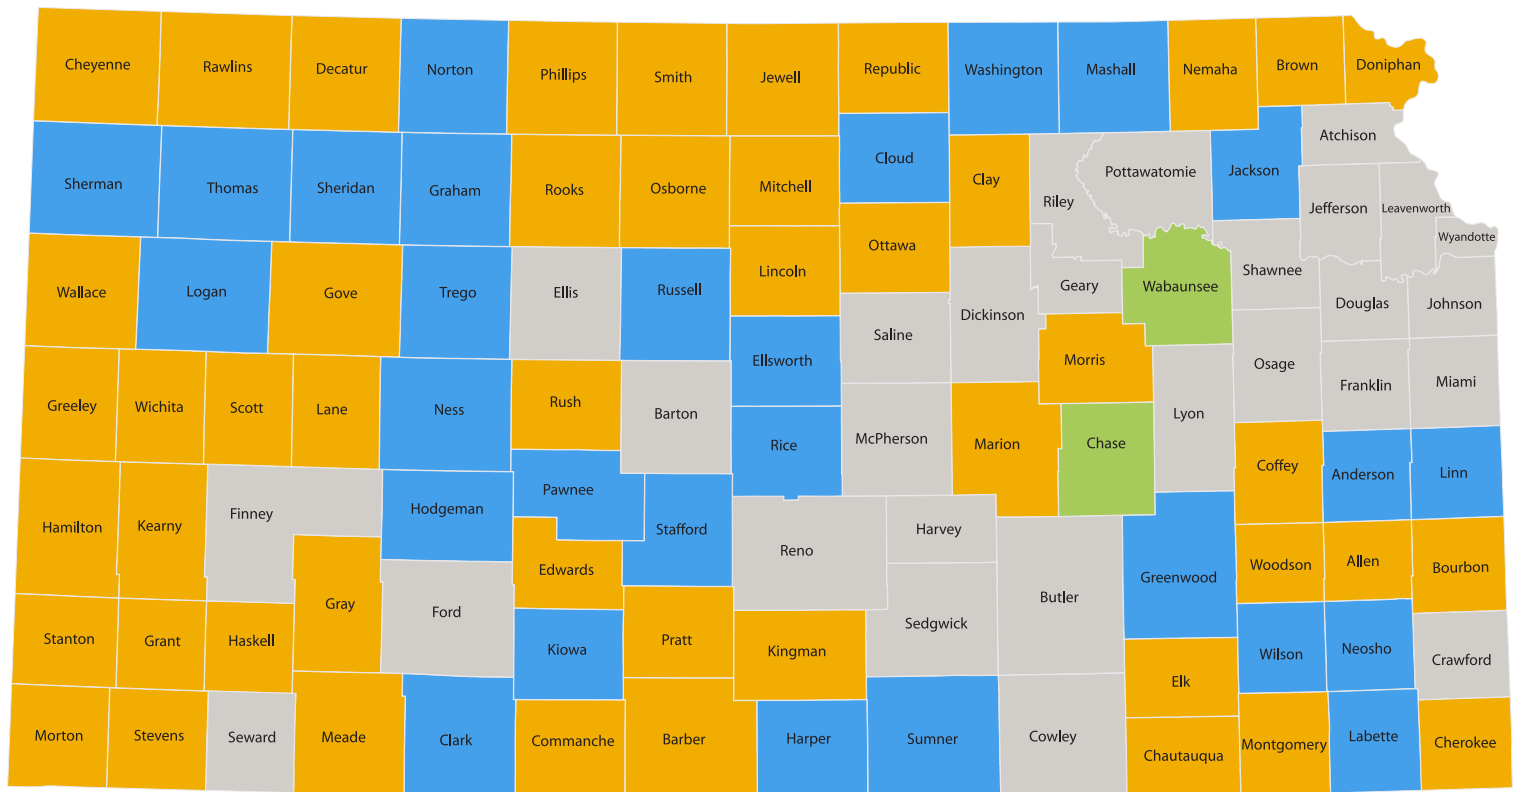 Cheyenne
Rawlins
Decatur
Norton
Phillips
Smith
Jewell
Republic
Washington
Mashall
Nemaha
Brown
Doniphan
Atchison
Sherman
Thomas
Sheridan
Graham
Rooks
Osborne
Mitchell
Cloud
Clay
Riley
Pottawatomie
Jackson
Jefferson
Leavenworth
Wyandotte
Wallace
Logan
Gove
Trego
Ellis
Russell
Lincoln
Ottawa
Saline
Dickinson
Geary
Wabaunsee
Shawnee
Douglas
Johnson
Greeley
Wichita
Scott
Lane
Ness
Rush
Barton
Ellsworth
Rice
McPherson
Marion
Morris
Chase
Lyon
Osage
Franklin
Miami
Coffey
Anderson
Linn
Hamilton
Kearny
Finney
Hodgeman
Pawnee
Stafford
Edwards
Reno
Harvey
Sedgwick
Butler
Greenwood
Woodson
Allen
Bourbon
Stanton
Grant
Haskell
Gray
Ford
Kiowa
Pratt
Kingman
Elk
Wilson
Neosho
Crawford
Morton
Stevens
Seward
Meade
Clark
Commanche
Barber
Harper
Sumner
Cowley
Chautauqua
Montgomery
Labette
Cherokee